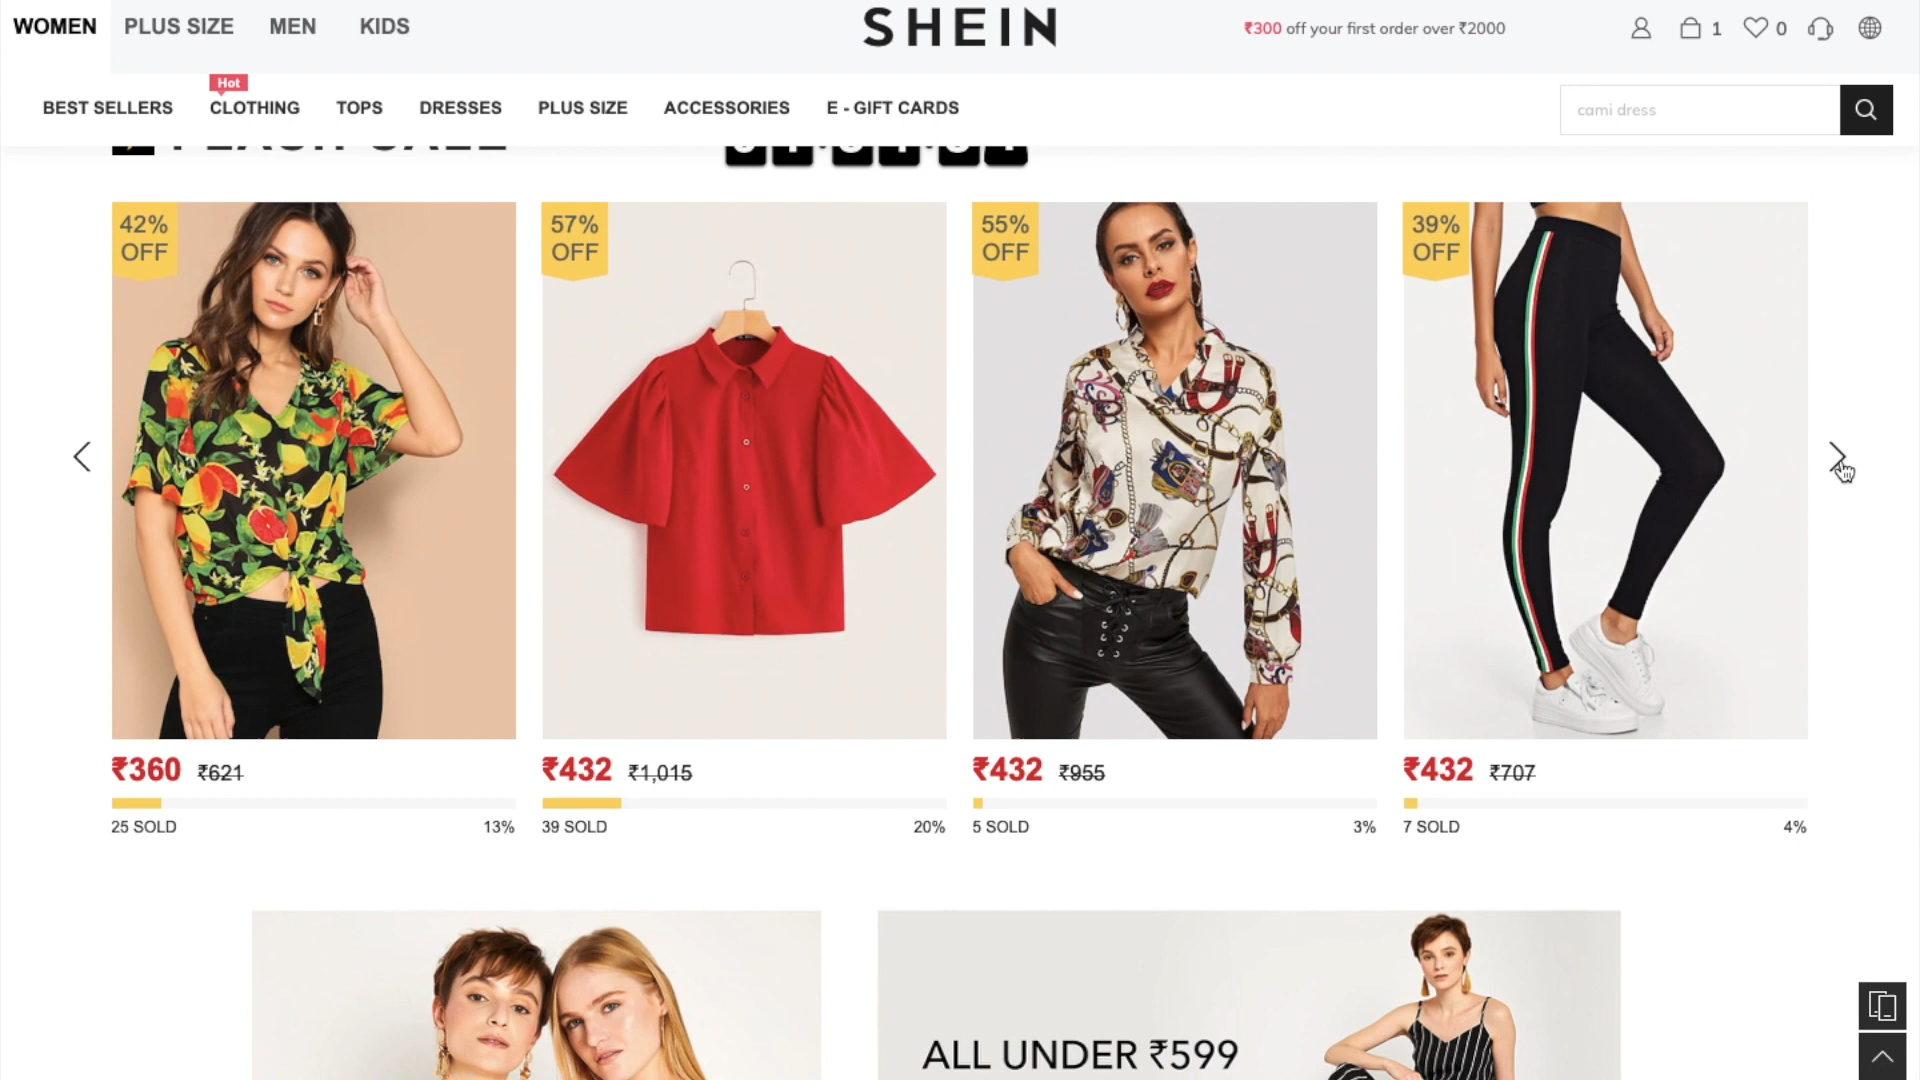 WOMEN PLUS SIZE MEN KIDS
SHEIN
₹300 off your first order over ₹2000
1 0
Hot
BEST SELLERS CLOTHING TOPS DRESSES PLUS SIZE ACCESSORIES E - GIFT CARDS
cami dress
42% OFF
57% OFF
55% OFF
39% OFF
₹360 ₹621
₹432 ₹1,015
₹432 ₹955
₹432 ₹707
25 SOLD 13%
39 SOLD 20%
5 SOLD 3%
7 SOLD 4%
ALL UNDER ₹599